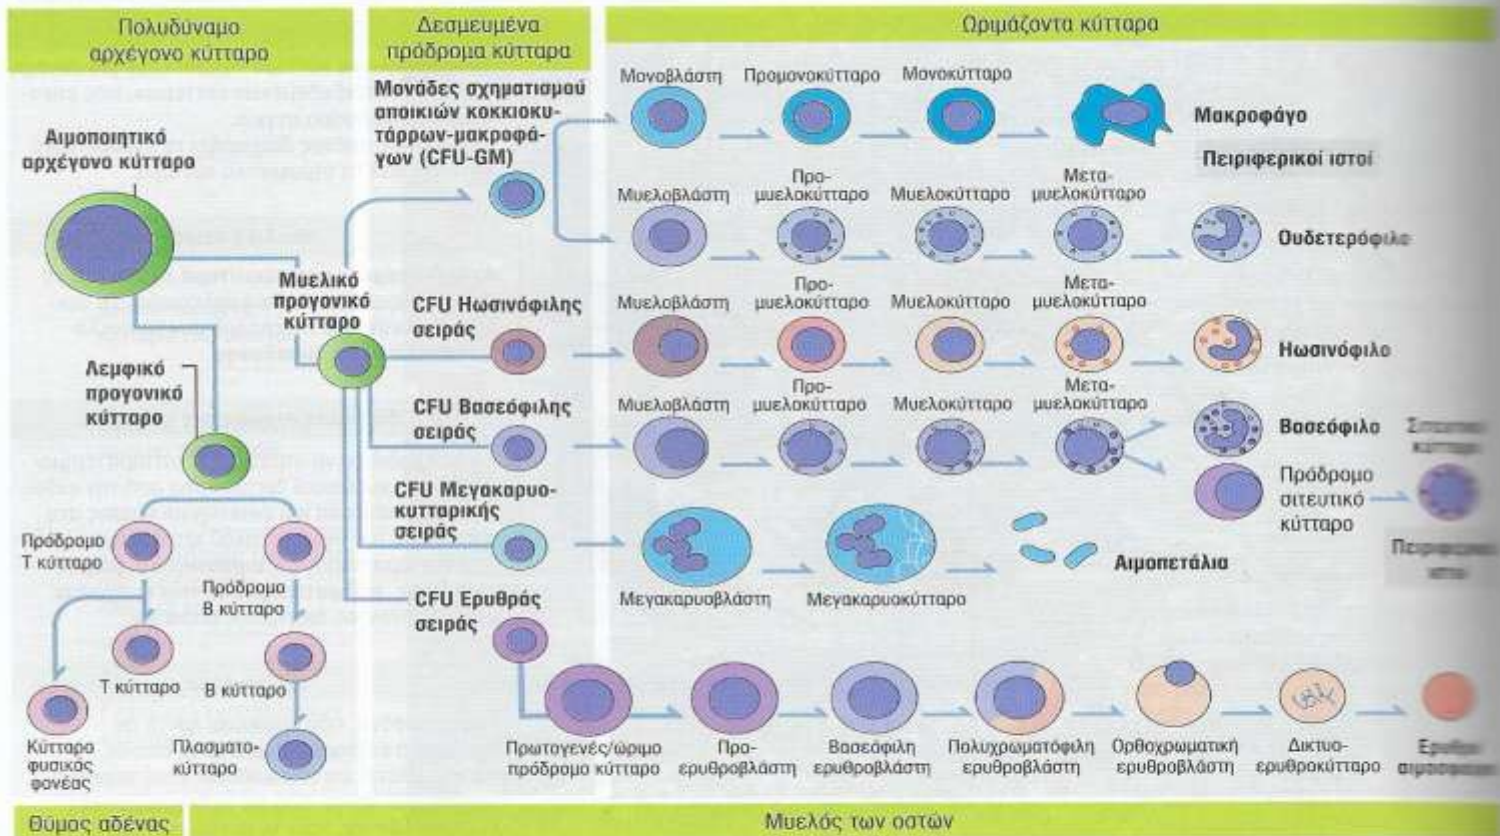 Πολυδύναμο
αρχέγονο κύτταρο
Δεσμευμένα
πρόδρομα κύτταρα
Ωριμάζοντα κύτταρα
Αιμοποιητικό
αρχέγονο κύτταρο
Μυελικό
προγονικό
κύτταρο
Λεμφικό
προγονικό
κύτταρο
Πρόδρομο
Τ κύτταρο
Πρόδρομο
Β κύτταρο
Τ κύτταρο
Β κύτταρο
Κύτταρο
φυσικός
φονέας
Πλασματο-
κύτταρο
Μονάδες σχηματισμού
αποικιών κοκκιοκυ-
τάρρων-μακροφά-
γων (CFU-GM)
CFU Ηωσινόφιλης
σειράς
CFU Βασεόφιλης
σειράς
CFU Μεγακαρυο-
κυτταρικής
σειράς
CFU Ερυθράς
σειράς
Μονοβλάστη Προμονοκύτταρο Μονοκύτταρο
Μακροφάγο
Πειριφερικοί ιστοί
Μυελοβλάστη
Προ-
μυελοκύτταρο
Μυελοκύτταρο
Μετα-
μυελοκύτταρο
Ουδετερόφιλο
Μυελοβλάστη
Προ-
μυελοκύτταρο
Μυελοκύτταρο
Μετα-
μυελοκύτταρο
Ηωσινόφιλο
Μυελοβλάστη
Προ-
μυελοκύτταρο
Μυελοκύτταρο
Μετα-
μυελοκύτταρο
Βασεόφιλο
Πρόδρομο
σιτευτικό
κύτταρο
Μεγακαρυοβλάστη Μεγακαρυοκύτταρο
Αιμοπετάλια
Πρωτογενές/ώριμο
πρόδρομο κύτταρο
Προ-
ερυθροβλάστη
Βασεόφιλη
ερυθροβλάστη
Πολυχρωματόφιλη
ερυθροβλάστη
Ορθοχρωματική
ερυθροβλάστη
Δικτυο-
ερυθροκύτταρο
Θύμος αδένας
Μυελός των οστών